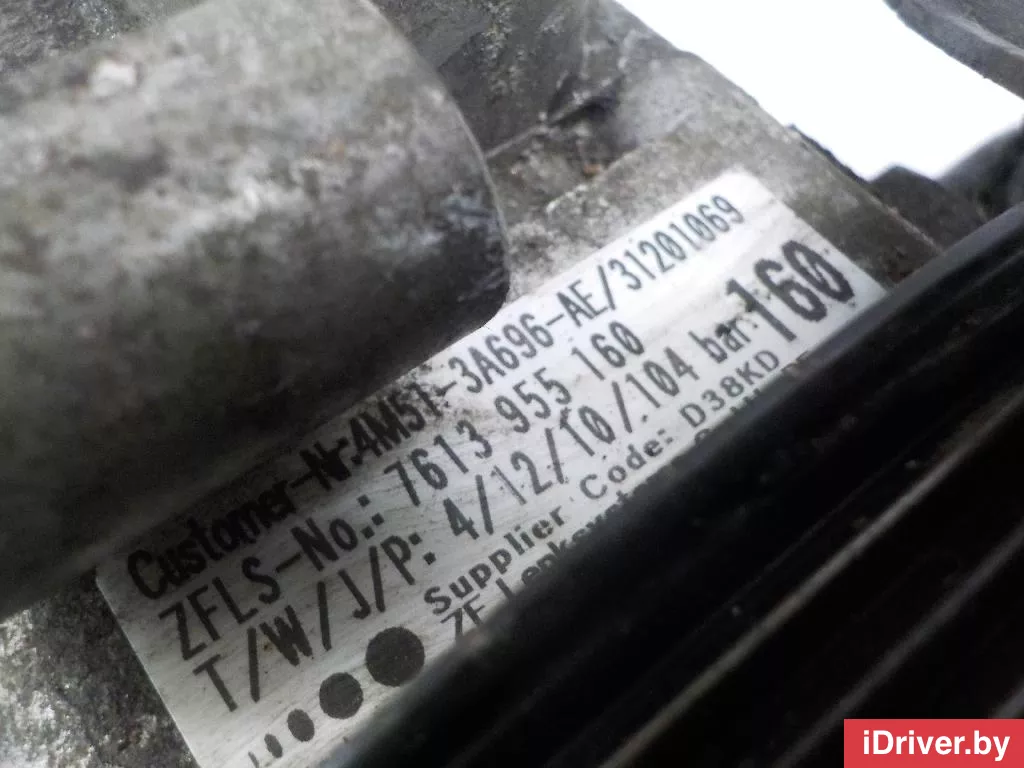 Customer-Nr.4M51-3A696-AE/31201069
ZFLS-No.: 7613 955 160
T/W/J/P: 4/12/10/104 bar:160
Supplier Code: D38KD
ZF
iDriver.by